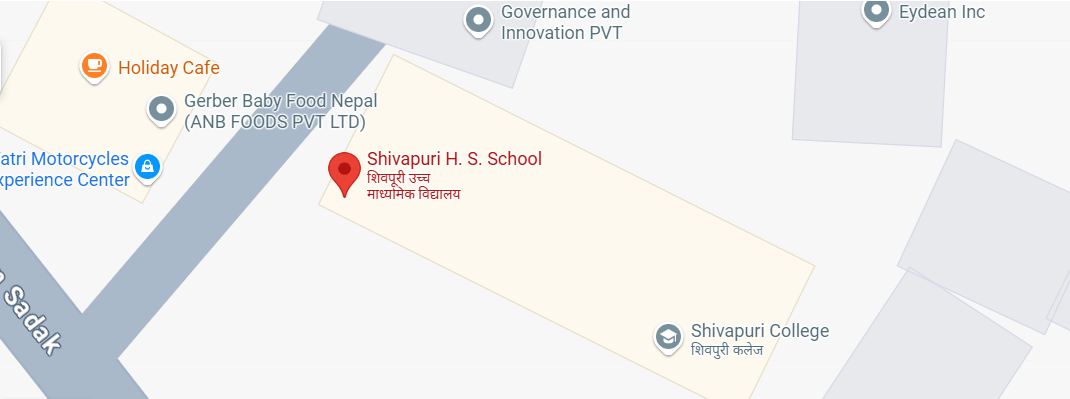 Governance and
Innovation PVT
Eydean Inc
Holiday Cafe
Gerber Baby Food Nepal
(ANB FOODS PVT LTD)
atri Motorcycles
xperience Center
Shivapuri H. S. School
शिवपूरी उच्च
माध्यमिक विद्यालय
Sadak
Shivapuri College
शिवपुरी कलेज